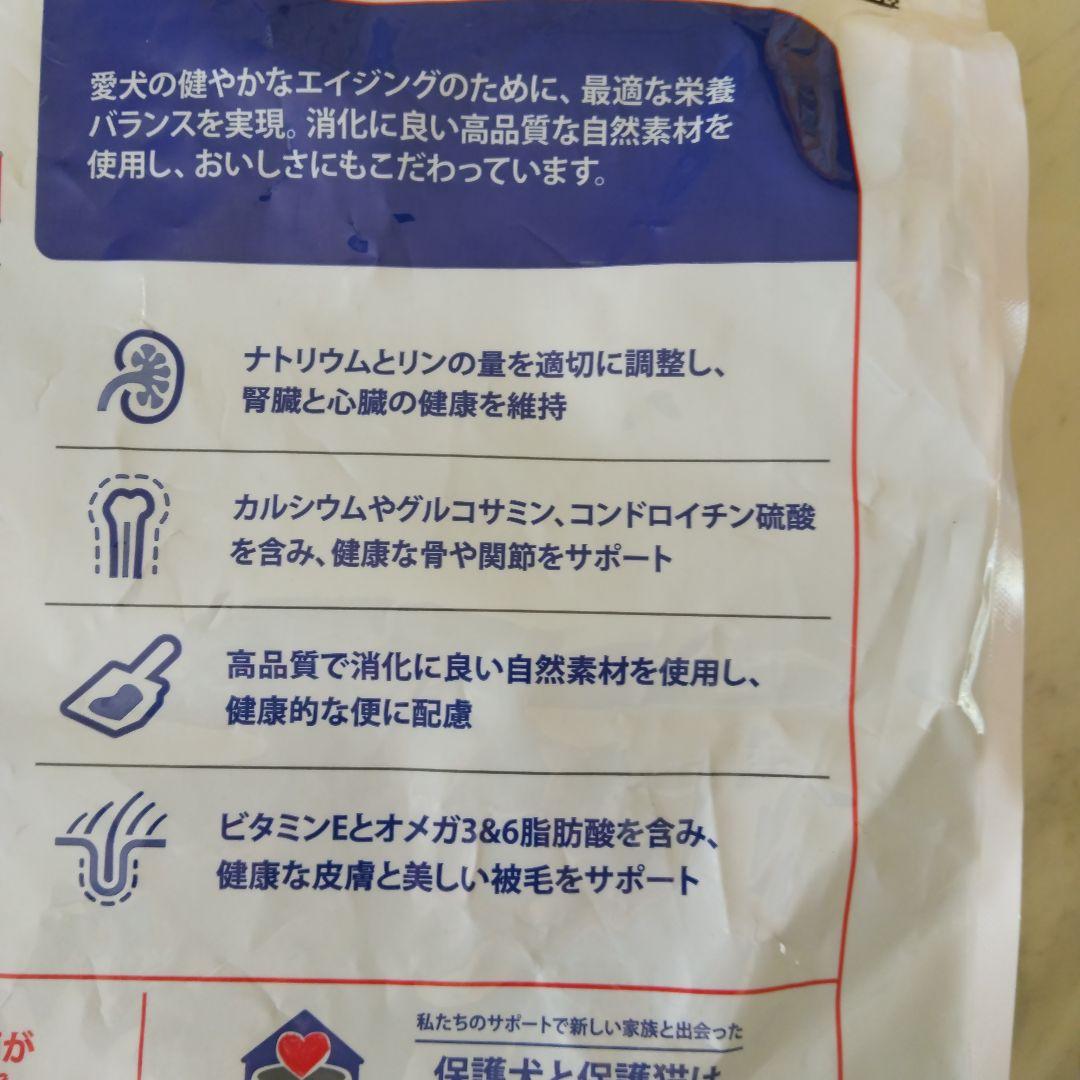 愛犬の健やかなエイジングのために、最適な栄養
バランスを実現。消化に良い高品質な自然素材を
使用し、おいしさにもこだわっています。
ナトリウムとリンの量を適切に調整し、
腎臓と心臓の健康を維持
カルシウムやグルコサミン、コンドロイチン硫酸
を含み、健康な骨や関節をサポート
高品質で消化に良い自然素材を使用し、
健康的な便に配慮
ビタミンEとオメガ3&6脂肪酸を含み、
健康な皮膚と美しい被毛をサポート
が
私たちのサポートで新しい家族と出会った
保護犬と保護猫は